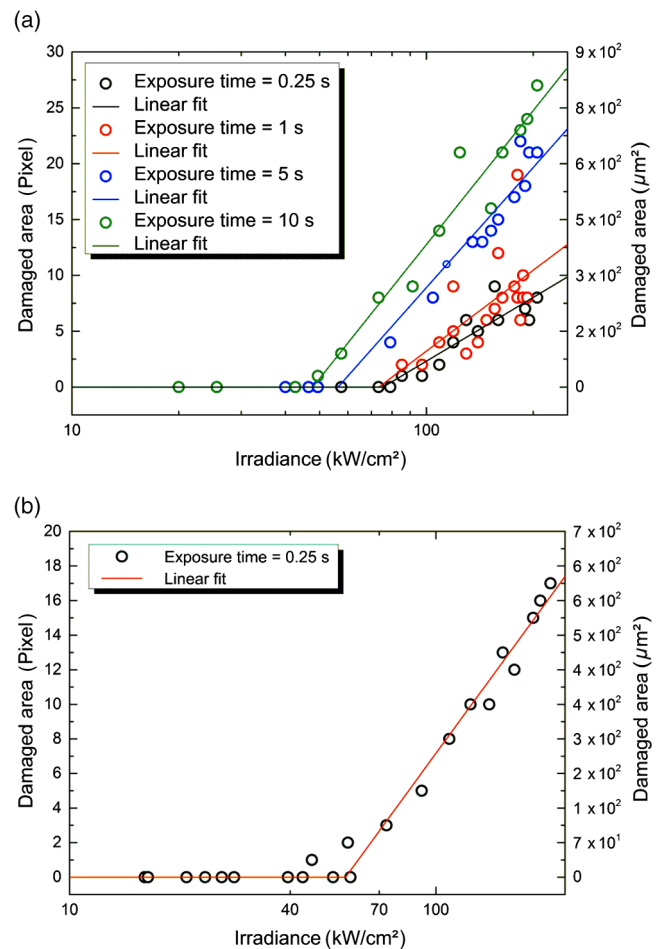 (a)
30
25
20
15
10
5
0
Damaged area (Pixel)
Exposure time = 0.25 s
Linear fit
Exposure time = 1 s
Linear fit
Exposure time = 5 s
Linear fit
Exposure time = 10 s
Linear fit
9 x 10²
8 x 10²
6 x 10²
5 x 10²
3 x 10²
2 x 10²
0
Damaged area (µm²)
10
100
Irradiance (kW/cm²)
(b)
20
18
16
14
12
10
8
6
4
2
0
Damaged area (Pixel)
Exposure time = 0.25 s
Linear fit
7 x 10²
6 x 10²
5 x 10²
5 x 10²
4 x 10²
4 x 10²
3 x 10²
2 x 10²
2 x 10²
7 x 10¹
0
Damaged area (µm²)
10
40
70
100
Irradiance (kW/cm²)